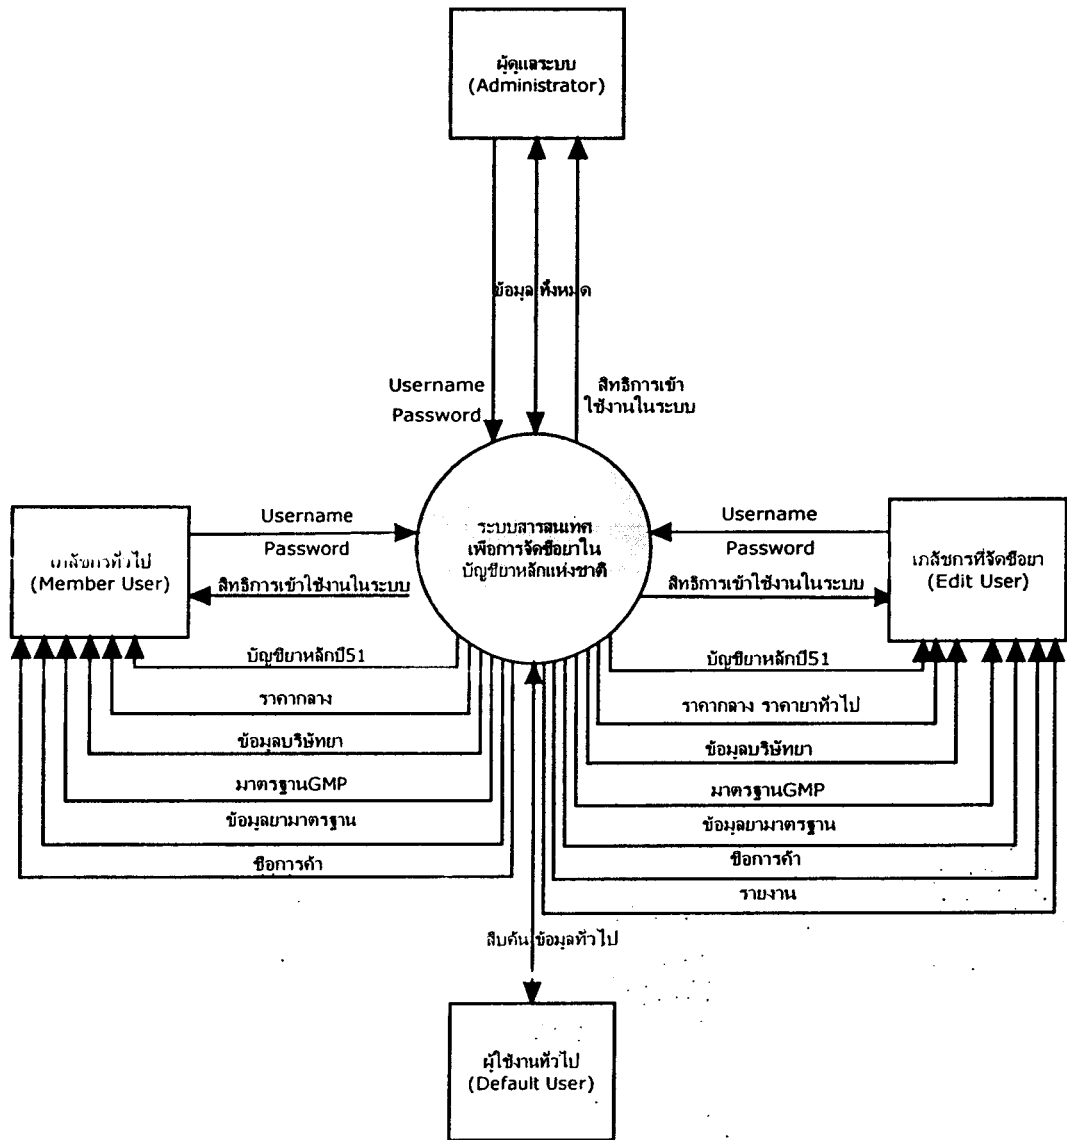 ผู้ดูแลระบบ
(Administrator)
ข้อมูลทั้งหมด
Username
Password
สิทธิการเข้า
ใช้งานในระบบ
ระบบสารสนเทศ
เพื่อการจัดซื้อยาใน
บัญชียาหลักแห่งชาติ
Username
Password
สิทธิการเข้าใช้งานในระบบ
เภสัชกรทั่วไป
(Member User)
Username
Password
สิทธิการเข้าใช้งานในระบบ
เภสัชกรที่จัดซื้อยา
(Edit User)
บัญชียาหลักปี51
ราคากลาง
ข้อมูลบริษัทยา
มาตรฐานGMP
ข้อมูลยามาตรฐาน
ชื่อการค้า
บัญชียาหลักปี51
ราคากลาง ราคายาทั่วไป
ข้อมูลบริษัทยา
มาตรฐานGMP
ข้อมูลยามาตรฐาน
ชื่อการค้า
รายงาน
สืบค้น ข้อมูลทั่วไป
ผู้ใช้งานทั่วไป
(Default User)